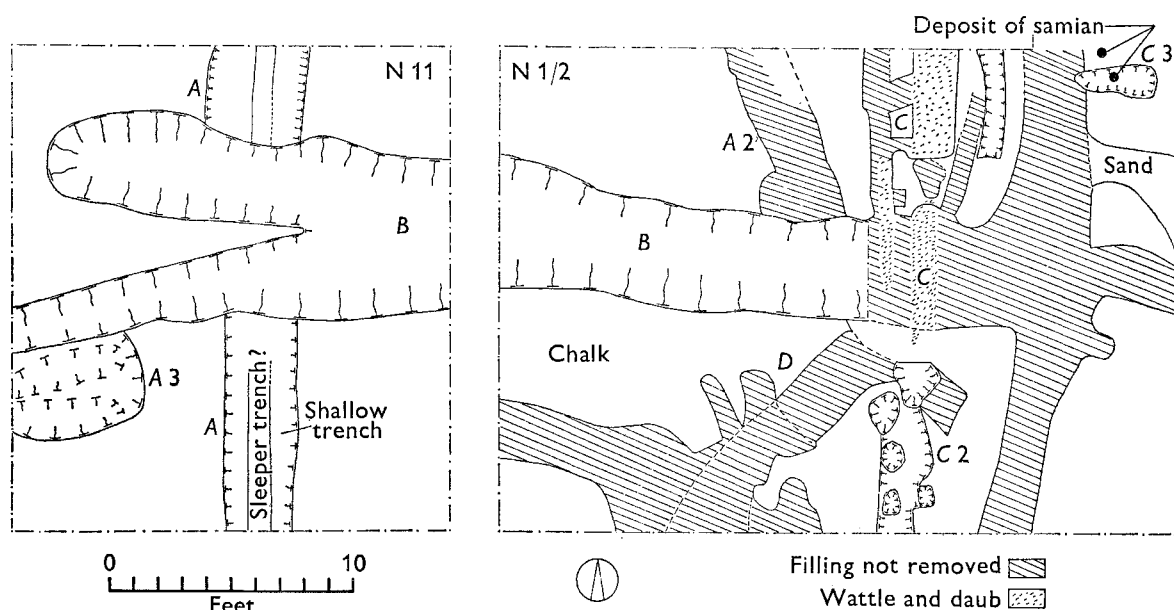 Deposit of samian
N 11
N 1/2
C 3
A
A 2
C
Sand
B
B
C
Chalk
D
A 3
A
Sleeper trench?
Shallow
trench
C 2
0 10
Feet
Filling not removed
Wattle and daub